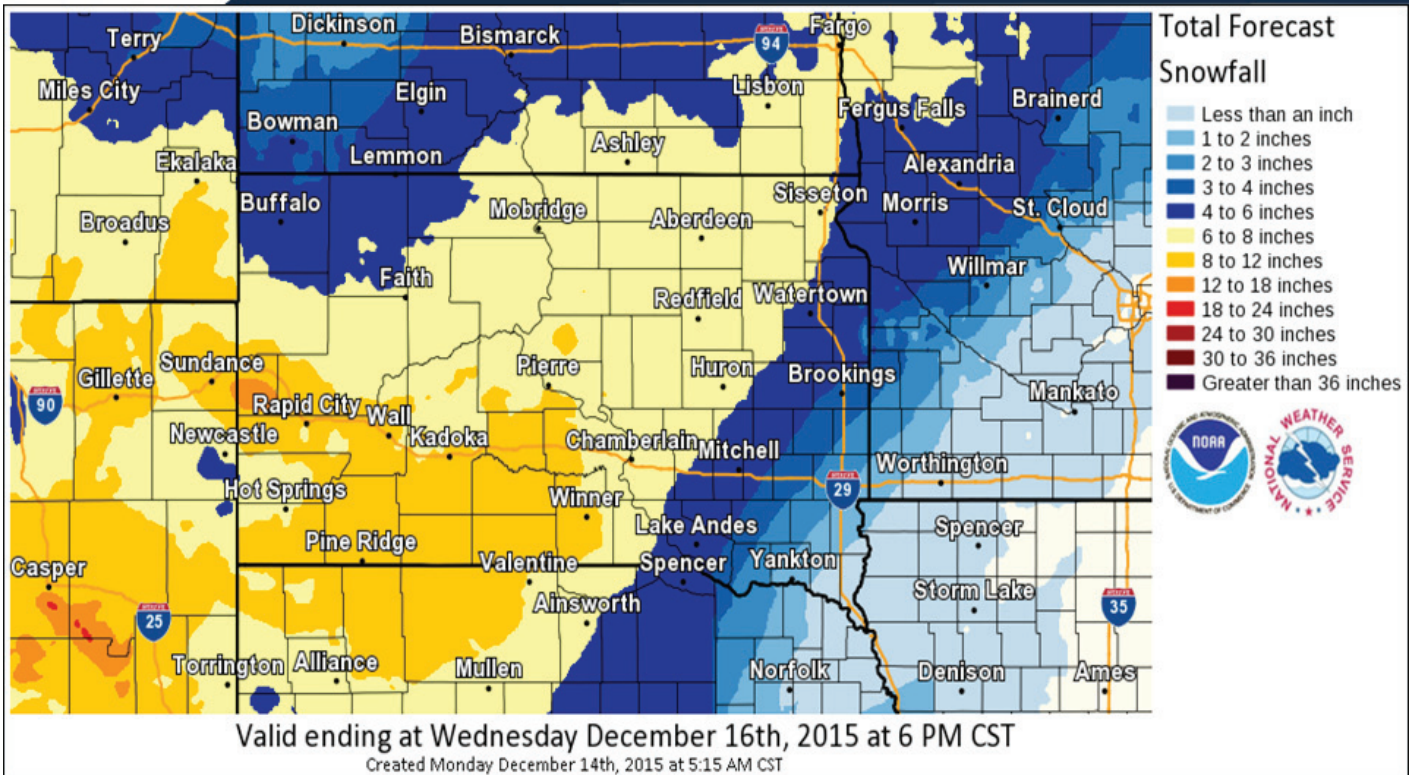 Total Forecast
Snowfall
Less than an inch
1 to 2 inches
2 to 3 inches
3 to 4 inches
4 to 6 inches
6 to 8 inches
8 to 12 inches
12 to 18 inches
18 to 24 inches
24 to 30 inches
30 to 36 inches
Greater than 36 inches
NOAA
NATIONAL WEATHER SERVICE
Terry
Dickinson
Bismarck
94
Fargo
Miles City
Elgin
Lisbon
Fergus Falls
Brainerd
Bowman
Lemmon
Ashley
Alexandria
Ekalaka
Buffalo
Mobridge
Aberdeen
Sisseton
Morris
St. Cloud
Broadus
Faith
Willmar
Redfield
Watertown
Sundance
Gillette
90
Pierre
Huron
Brookings
Mankato
Rapid City
Wall
Newcastle
Kadoka
Chamberlain
Mitchell
Worthington
29
Hot Springs
Winner
Lake Andes
Spencer
Pine Ridge
Valentine
Spencer
Yankton
Casper
Ainsworth
Storm Lake
25
35
Torrington
Alliance
Mullen
Norfolk
Denison
Ames
Valid ending at Wednesday December 16th, 2015 at 6 PM CST
Created Monday December 14th, 2015 at 5:15 AM CST